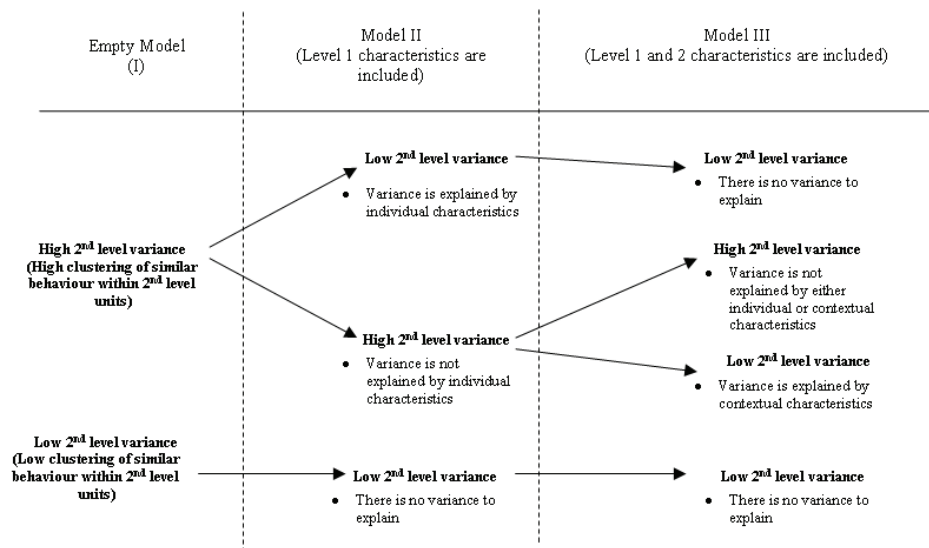 Empty Model
(I)
Model II
(Level 1 characteristics are
included)
Model III
(Level 1 and 2 characteristics are included)
High 2nd level variance
(High clustering of similar
behaviour within 2nd level
units)
Low 2nd level variance
(Low clustering of similar
behaviour within 2nd level
units)
Low 2nd level variance
• Variance is explained by
individual characteristics
High 2nd level variance
• Variance is not
explained by individual
characteristics
Low 2nd level variance
• There is no variance to
explain
Low 2nd level variance
• There is no variance to
explain
High 2nd level variance
• Variance is not
explained by either
individual or contextual
characteristics
Low 2nd level variance
• Variance is explained by
contextual characteristics
Low 2nd level variance
• There is no variance to
explain